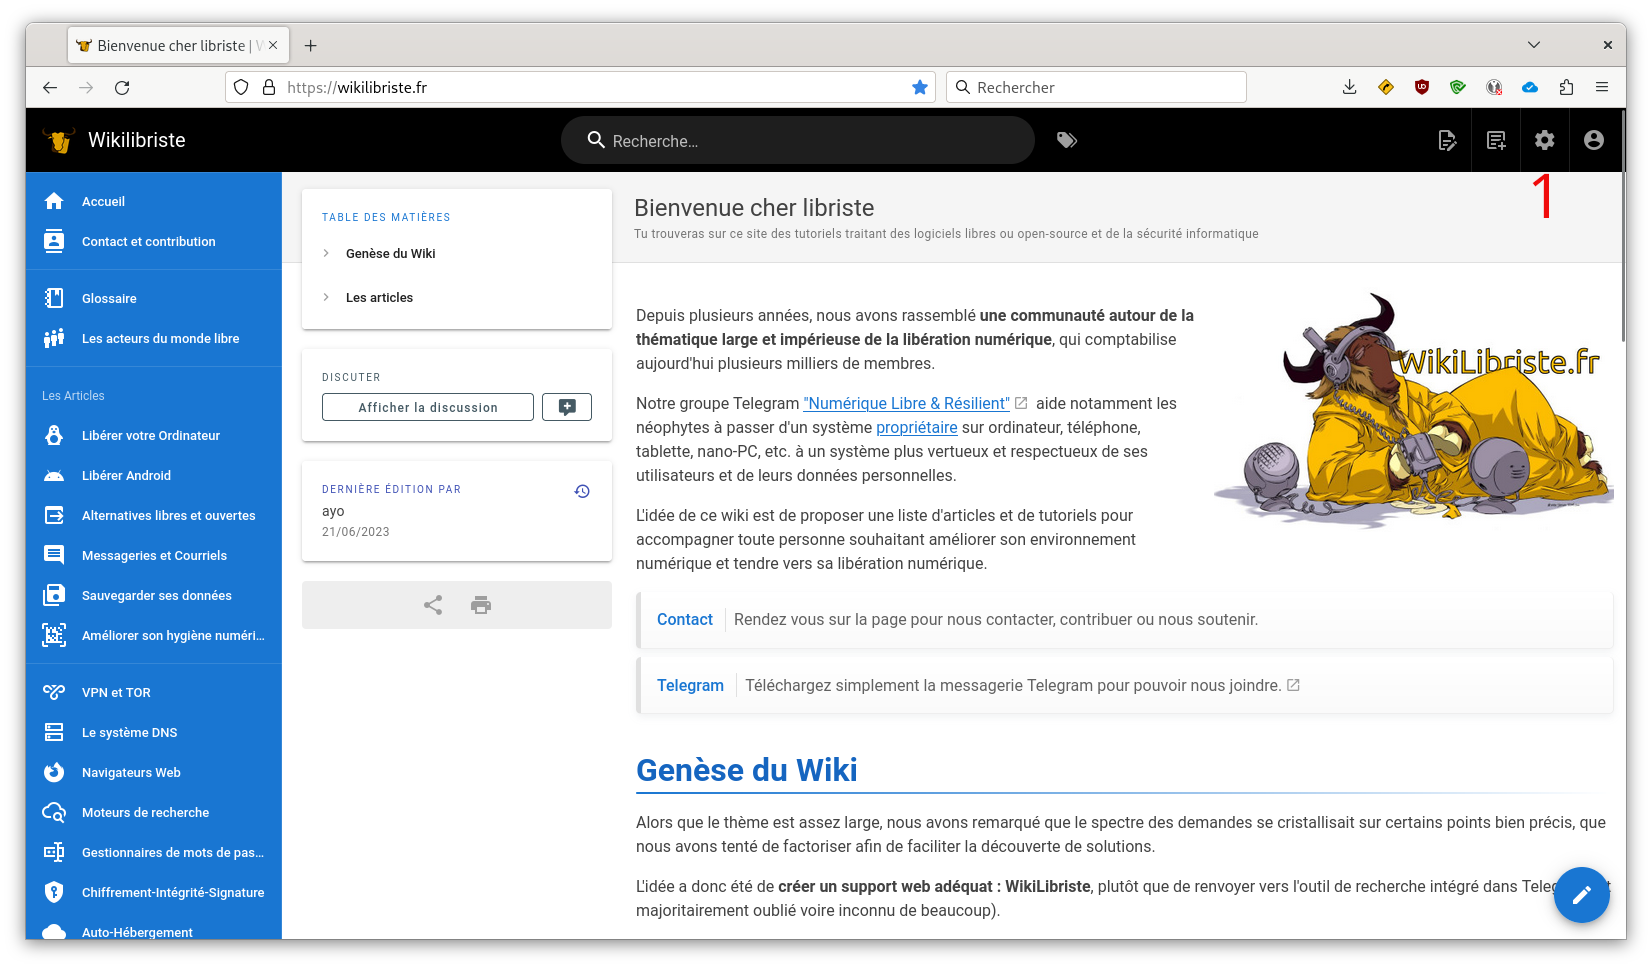 Bienvenue cher libriste | W
https://wikilibriste.fr
Rechercher
Wikilibriste
Recherche...
1
Accueil
Contact et contribution
Glossaire
Les acteurs du monde libre
Les Articles
Libérer votre Ordinateur
Libérer Android
Alternatives libres et ouvertes
Messageries et Courriels
Sauvegarder ses données
Améliorer son hygiène numéri...
VPN et TOR
Le système DNS
Navigateurs Web
Moteurs de recherche
Gestionnaires de mots de pas...
Chiffrement-Intégrité-Signature
Auto-Hébergement
TABLE DES MATIÈRES
Genèse du Wiki
Les articles
DISCUTER
Afficher la discussion
DERNIÈRE ÉDITION PAR
ayo
21/06/2023
Bienvenue cher libriste
Tu trouveras sur ce site des tutoriels traitant des logiciels libres ou open-source et de la sécurité informatique
Depuis plusieurs années, nous avons rassemblé une communauté autour de la
thématique large et impérieuse de la libération numérique, qui comptabilise
aujourd'hui plusieurs milliers de membres.
Notre groupe Telegram "Numérique Libre & Résilient" aide notamment les
néophytes à passer d'un système propriétaire sur ordinateur, téléphone,
tablette, nano-PC, etc. à un système plus vertueux et respectueux de ses
utilisateurs et de leurs données personnelles.
L'idée de ce wiki est de proposer une liste d'articles et de tutoriels pour
accompagner toute personne souhaitant améliorer son environnement
numérique et tendre vers sa libération numérique.
WikiLibriste.fr
Contact Rendez vous sur la page pour nous contacter, contribuer ou nous soutenir.
Telegram Téléchargez simplement la messagerie Telegram pour pouvoir nous joindre.
Genèse du Wiki
Alors que le thème est assez large, nous avons remarqué que le spectre des demandes se cristallisait sur certains points bien précis, que
nous avons tenté de factoriser afin de faciliter la découverte de solutions.
L'idée a donc été de créer un support web adéquat : WikiLibriste, plutôt que de renvoyer vers l'outil de recherche intégré dans Teleg
majoritairement oublié voire inconnu de beaucoup).